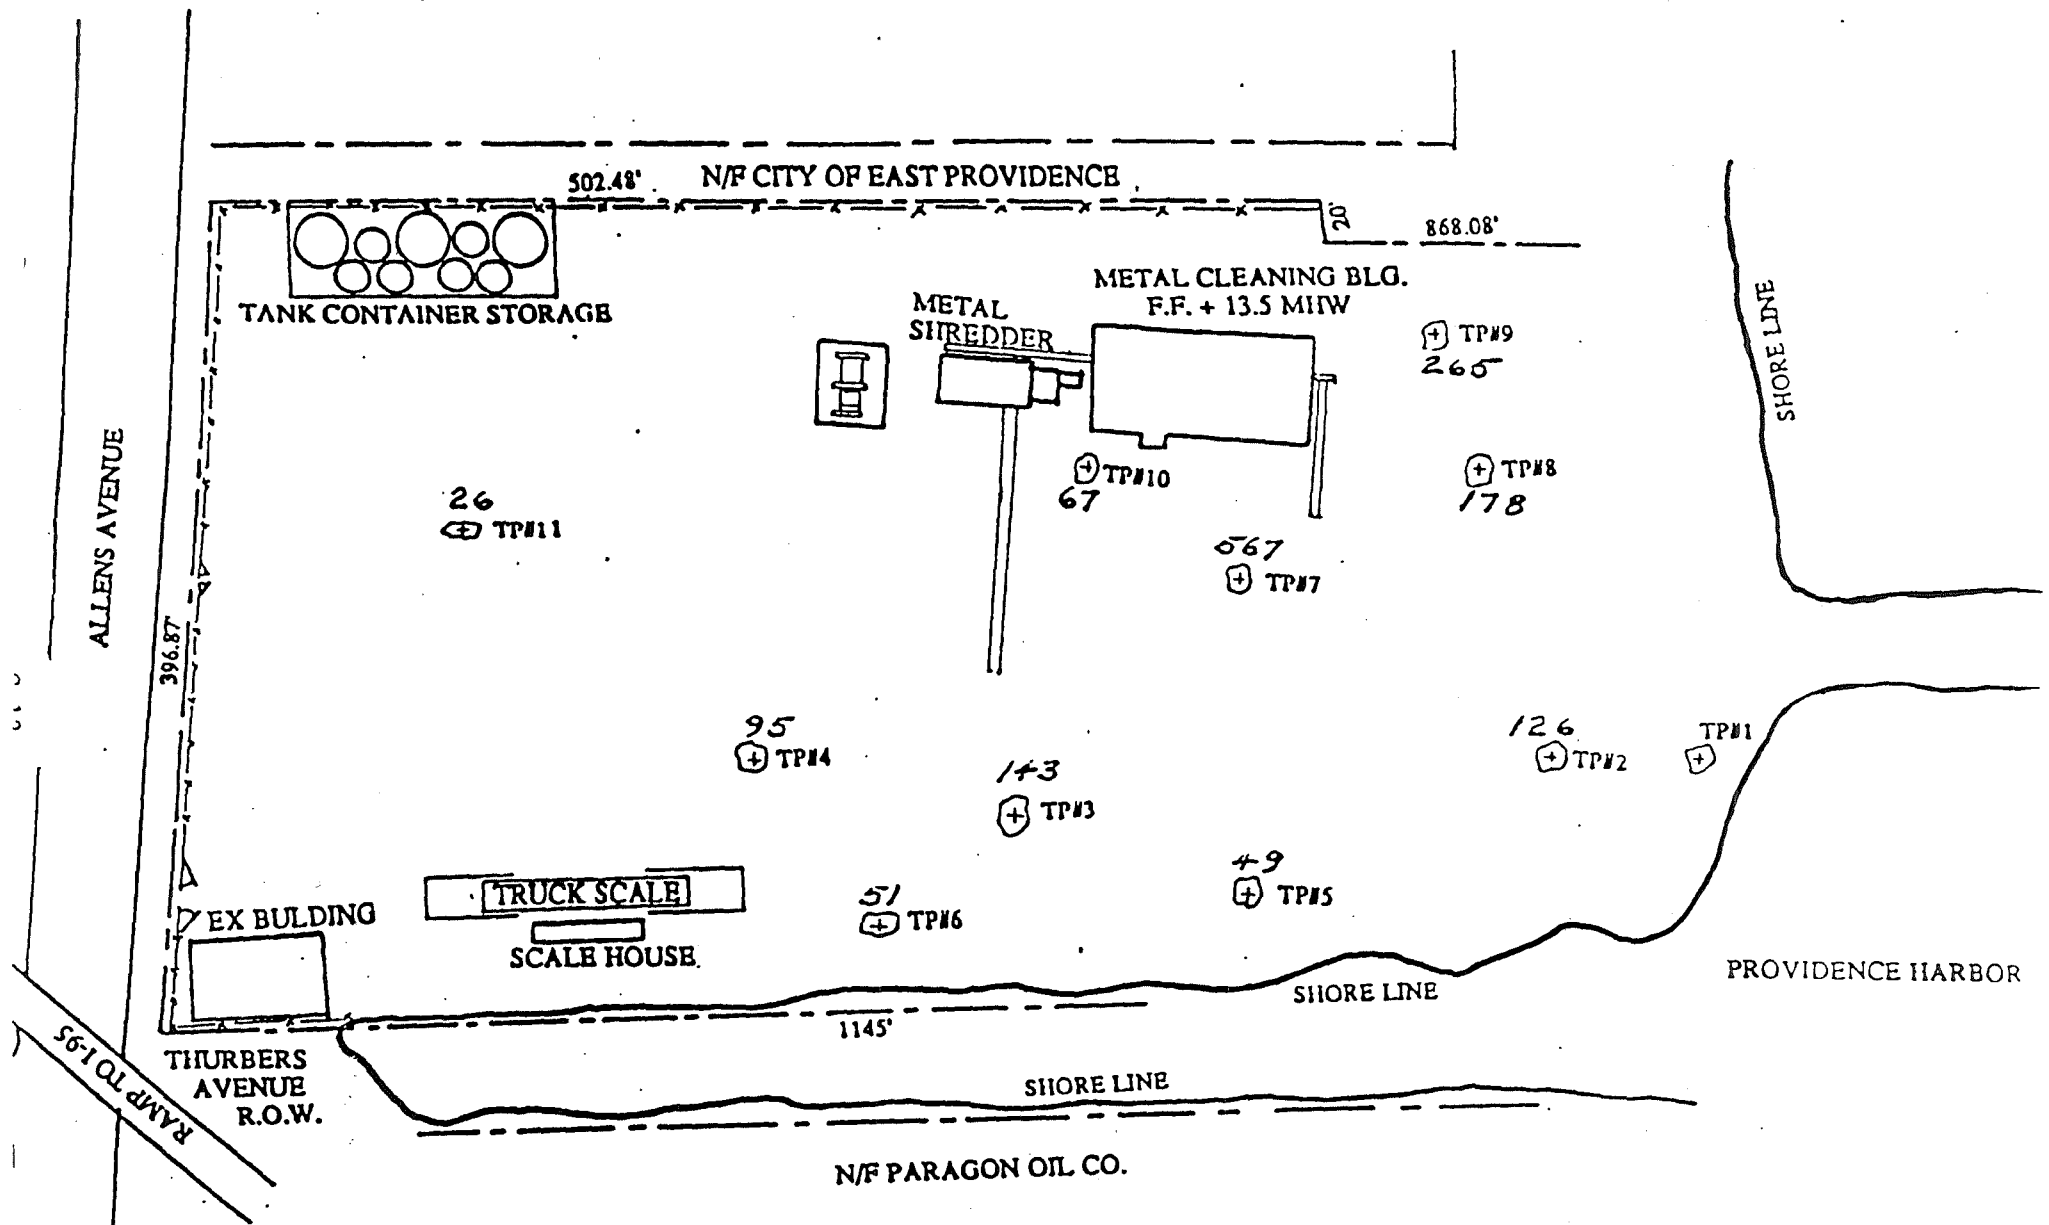 N/F CITY OF EAST PROVIDENCE
502.48'
20'
868.08'
TANK CONTAINER STORAGE
METAL
SHREDDER
METAL CLEANING BLG.
F.F. + 13.5 MHW
TP#9
265
SHORE LINE
ALLENS AVENUE
396.87'
26
TP#11
TP#10
67
TP#8
178
567
TP#7
95
TP#4
143
TP#3
126
TP#2
TP#1
49
TP#5
51
TP#6
TRUCK SCALE
SCALE HOUSE
EX BULDING
PROVIDENCE HARBOR
SHORE LINE
1145'
THURBERS
AVENUE
R.O.W.
RAMP TO I-95
SHORE LINE
N/F PARAGON OIL CO.